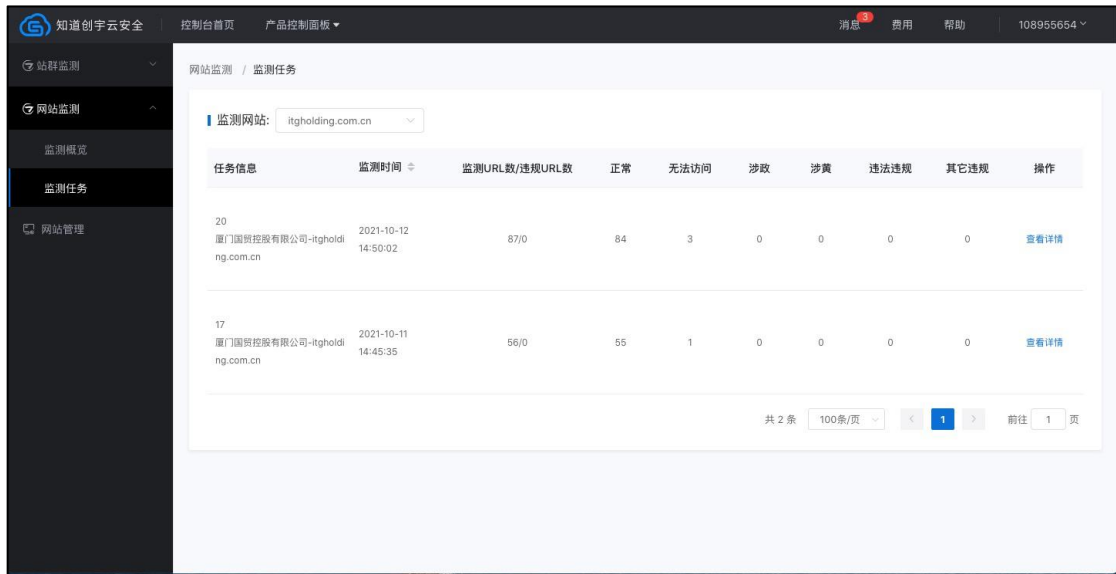 知道创宇云安全 控制台首页 产品控制面板 消息 3 费用 帮助 108955654
站群监测
网站监测
监测概览
监测任务
网站管理
网站监测 / 监测任务
监测网站: itgholding.com.cn
任务信息 监测时间 监测URL数/违规URL数 正常 无法访问 涉政 涉黄 违法违规 其它违规 操作
20
厦门国贸控股有限公司-itgholdi
ng.com.cn
2021-10-12
14:50:02
87/0 84 3 0 0 0 0 查看详情
17
厦门国贸控股有限公司-itgholdi
ng.com.cn
2021-10-11
14:45:35
56/0 55 1 0 0 0 0 查看详情
共 2 条 100条/页 < 1 > 前往 1 页